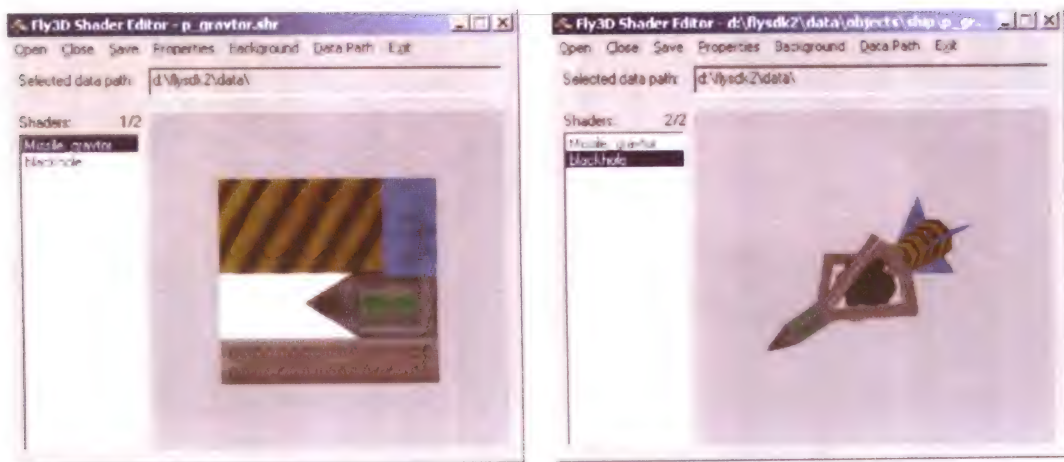 Fly3D Shader Editor - p_gravtor.shr
Open Close Save Properties Background Data Path Exit
Selected data path: d:\flysdk2\data\
Shaders: 1/2
Missile_gravtor
blackhole
Fly3D Shader Editor - d:\flysdk2\data\objects\ship\p_gr...
Open Close Save Properties Background Data Path Exit
Selected data path: d:\flysdk2\data\
Shaders: 2/2
Missile_gravtor
blackhole